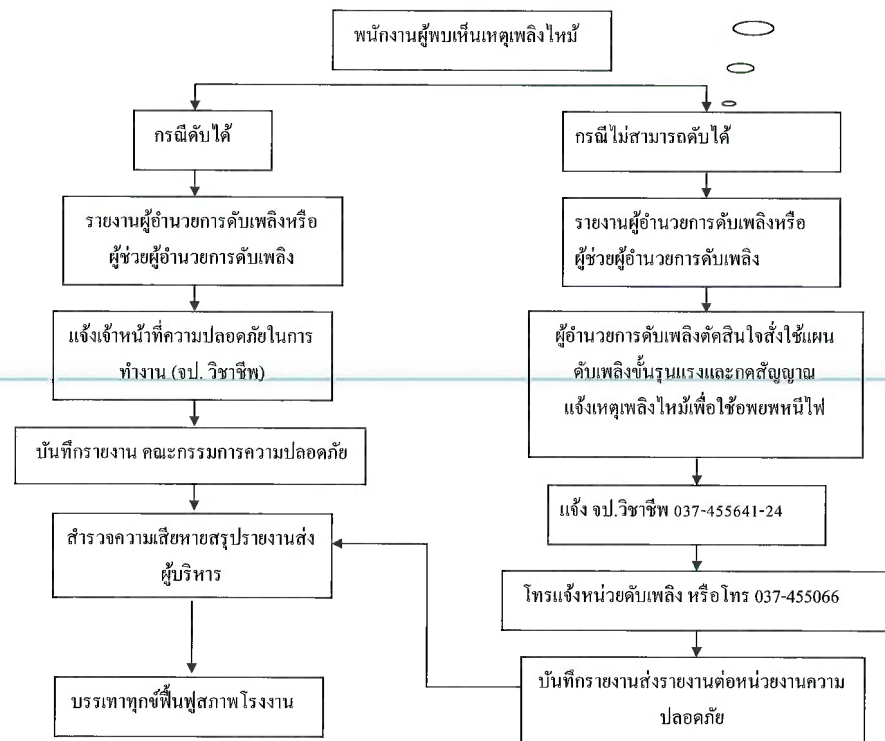 พนักงานผู้พบเห็นเหตุเพลิงไหม้
กรณีดับได้
กรณีไม่สามารถดับได้
รายงานผู้อำนวยการดับเพลิงหรือ
ผู้ช่วยผู้อำนวยการดับเพลิง
รายงานผู้อำนวยการดับเพลิงหรือ
ผู้ช่วยผู้อำนวยการดับเพลิง
แจ้งเจ้าหน้าที่ความปลอดภัยในการ
ทำงาน (จป. วิชาชีพ)
ผู้อำนวยการดับเพลิงตัดสินใจสั่งใช้แผน
ดับเพลิงขั้นรุนแรงและกดสัญญาณ
แจ้งเหตุเพลิงไหม้เพื่อใช้อพยพหนีไฟ
บันทึกรายงาน คณะกรรมการความปลอดภัย
แจ้ง จป.วิชาชีพ 037-455641-24
สำรวจความเสียหายสรุปรายงานส่ง
ผู้บริหาร
โทรแจ้งหน่วยดับเพลิง หรือโทร 037-455066
บรรเทาทุกข์ฟื้นฟูสภาพโรงงาน
บันทึกรายงานส่งรายงานต่อหน่วยงานความ
ปลอดภัย